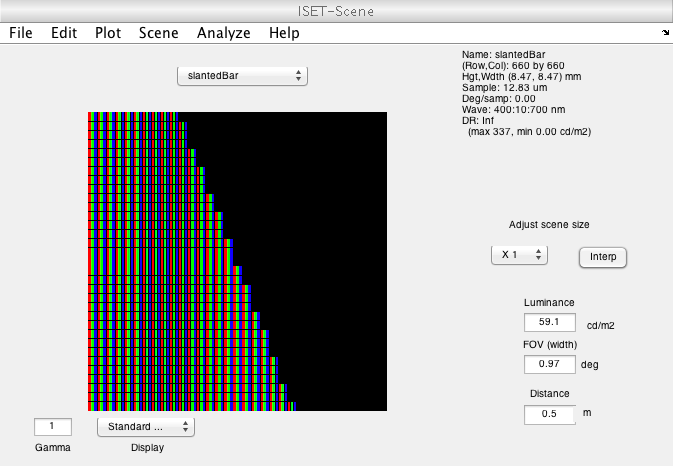 ISET-Scene
File Edit Plot Scene Analyze Help
slantedBar
Name: slantedBar
(Row,Col): 660 by 660
Hgt,Wdth (8.47, 8.47) mm
Sample: 12.83 um
Deg/samp: 0.00
Wave: 400:10:700 nm
DR: Inf
(max 337, min 0.00 cd/m2)
Adjust scene size
X 1 Interp
Luminance
59.1 cd/m2
FOV (width)
0.97 deg
Distance
0.5 m
1 Standard ...
Gamma Display